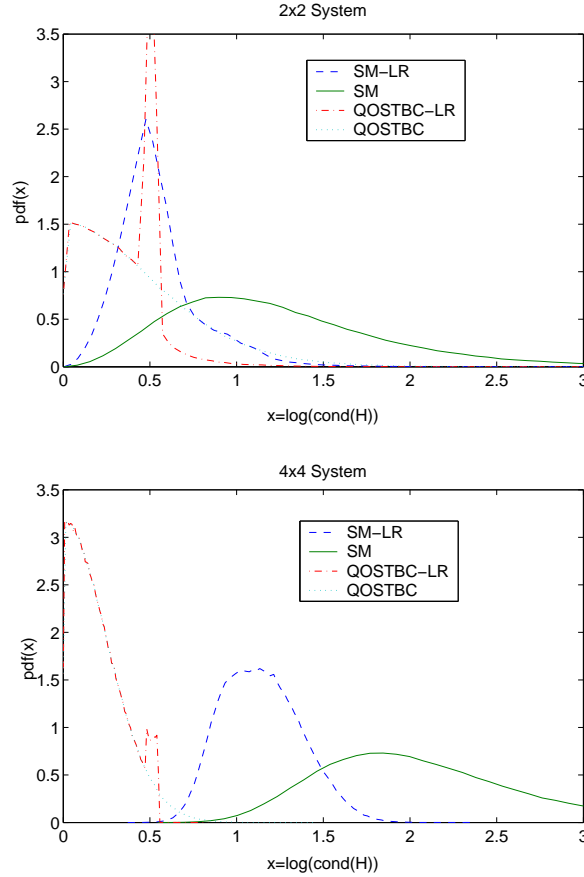 2x2 System
3.5
3
2.5
2
1.5
1
0.5
0
pdf(x)
SM−LR
SM
QOSTBC−LR
QOSTBC
0 0.5 1 1.5 2 2.5 3
x=log(cond(H))
4x4 System
3.5
3
2.5
2
1.5
1
0.5
0
pdf(x)
SM−LR
SM
QOSTBC−LR
QOSTBC
0 0.5 1 1.5 2 2.5 3
x=log(cond(H))